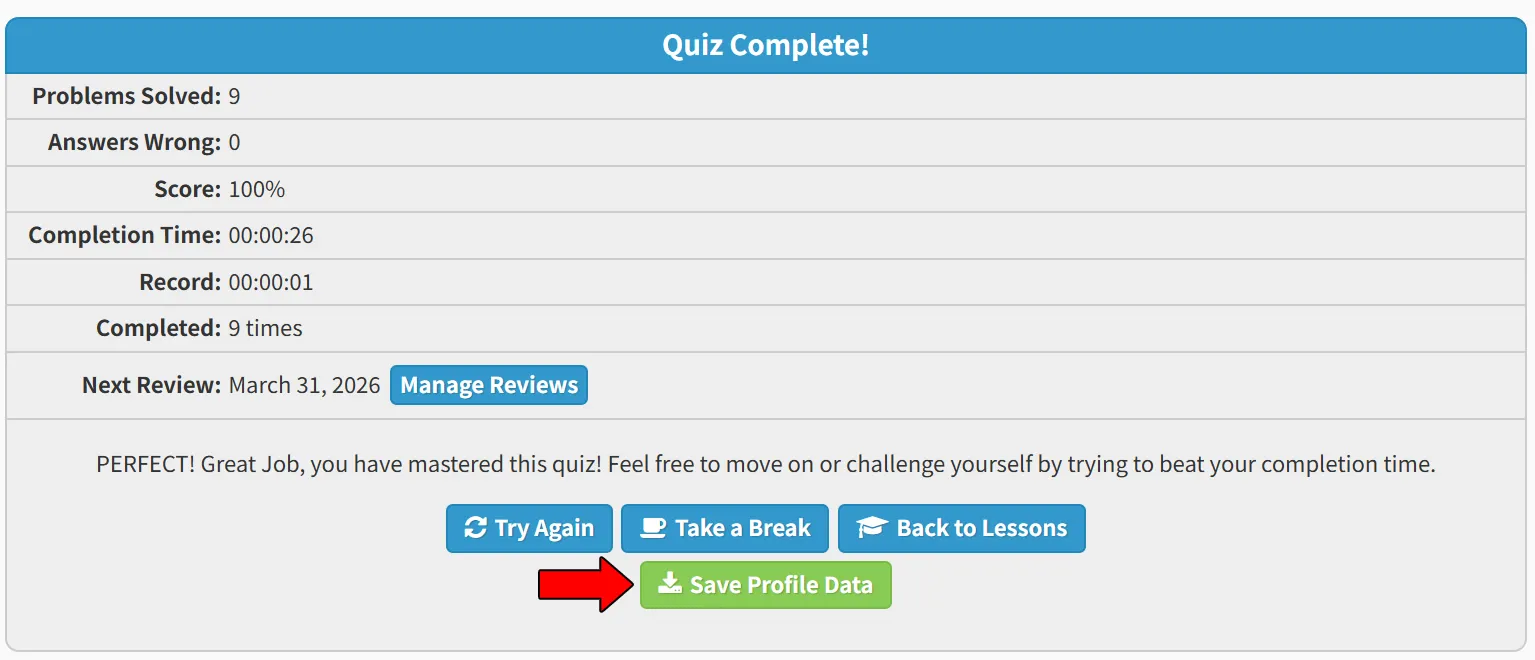 Quiz Complete!
Problems Solved: 9
Answers Wrong: 0
Score: 100%
Completion Time: 00:00:26
Record: 00:00:01
Completed: 9 times
Next Review: March 31, 2026 Manage Reviews
PERFECT! Great Job, you have mastered this quiz! Feel free to move on or challenge yourself by trying to beat your completion time.
Try Again Take a Break Back to Lessons
Save Profile Data